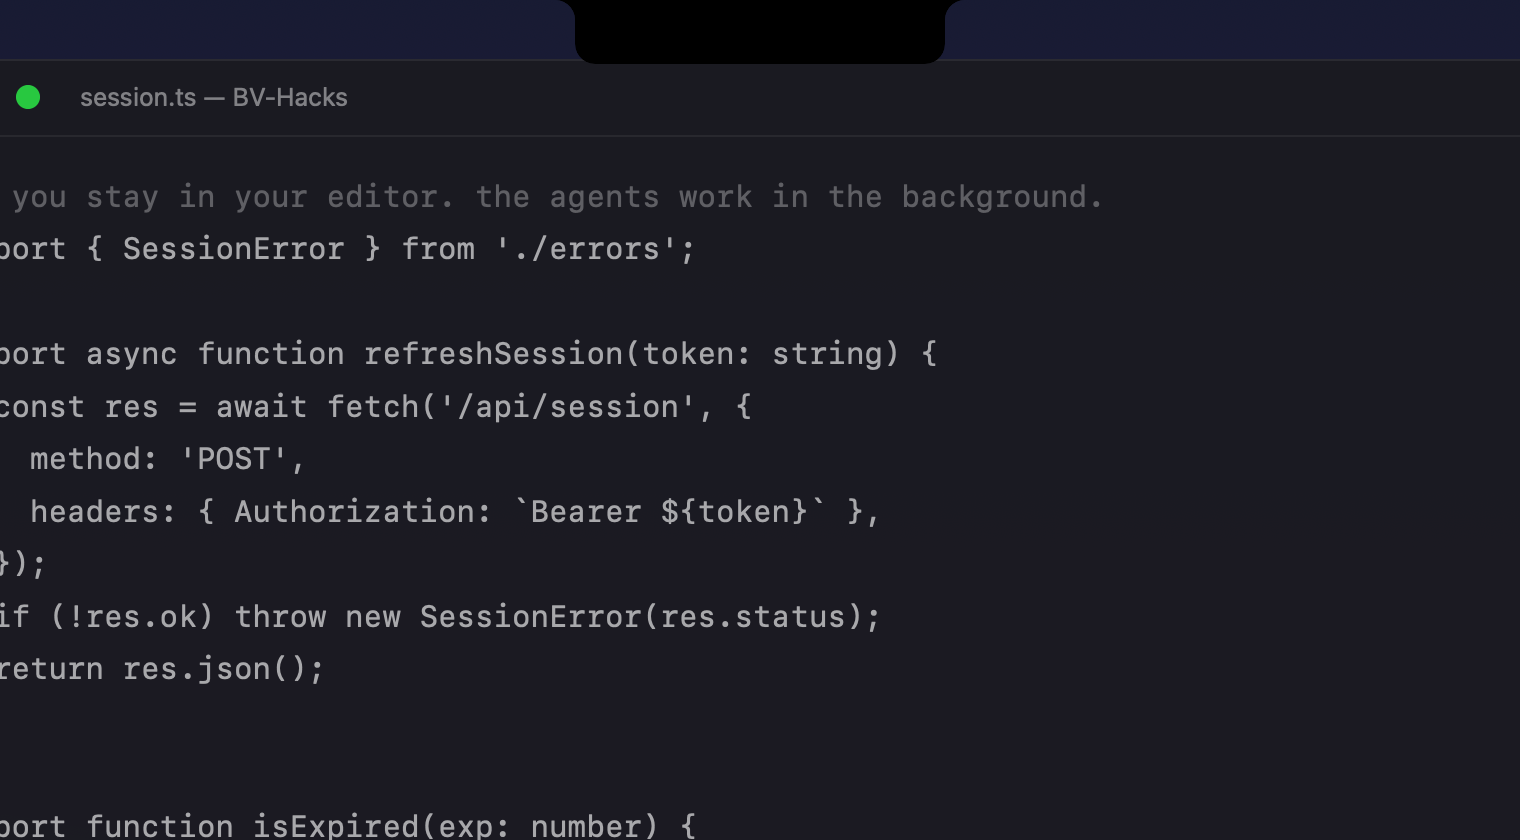 session.ts — BV-Hacks
you stay in your editor. the agents work in the background.
port { SessionError } from './errors';
port async function refreshSession(token: string) {
const res = await fetch('/api/session', {
method: 'POST',
headers: { Authorization: `Bearer ${token}` },
});
if (!res.ok) throw new SessionError(res.status);
return res.json();
port function isExpired(exp: number) {